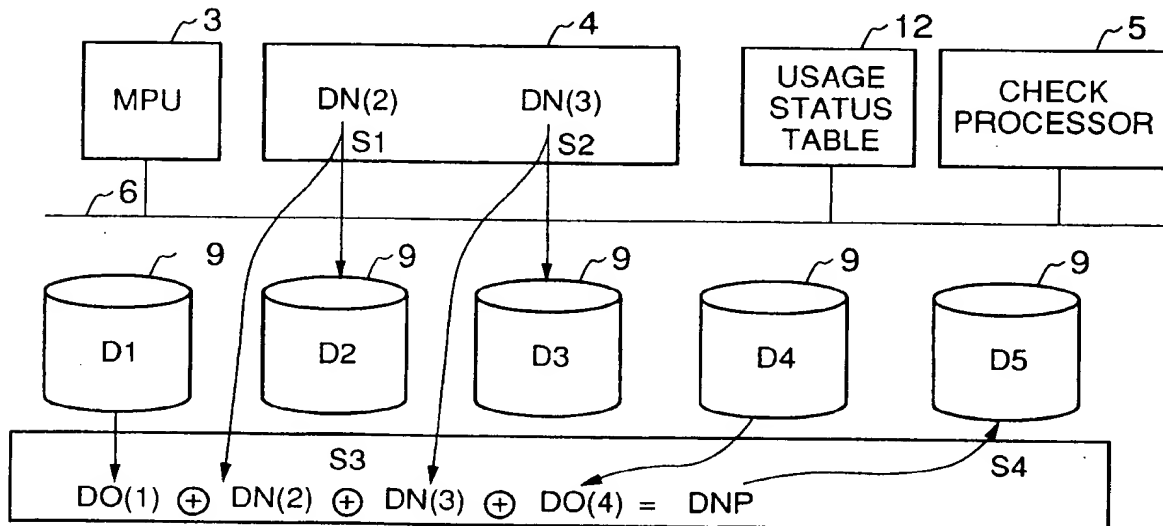 3
4
12
5
MPU
DN(2)
DN(3)
USAGE
STATUS
TABLE
CHECK
PROCESSOR
S1
S2
6
9
9
9
9
9
D1
D2
D3
D4
D5
S3
S4
DO(1) ⊕ DN(2) ⊕ DN(3) ⊕ DO(4) = DNP